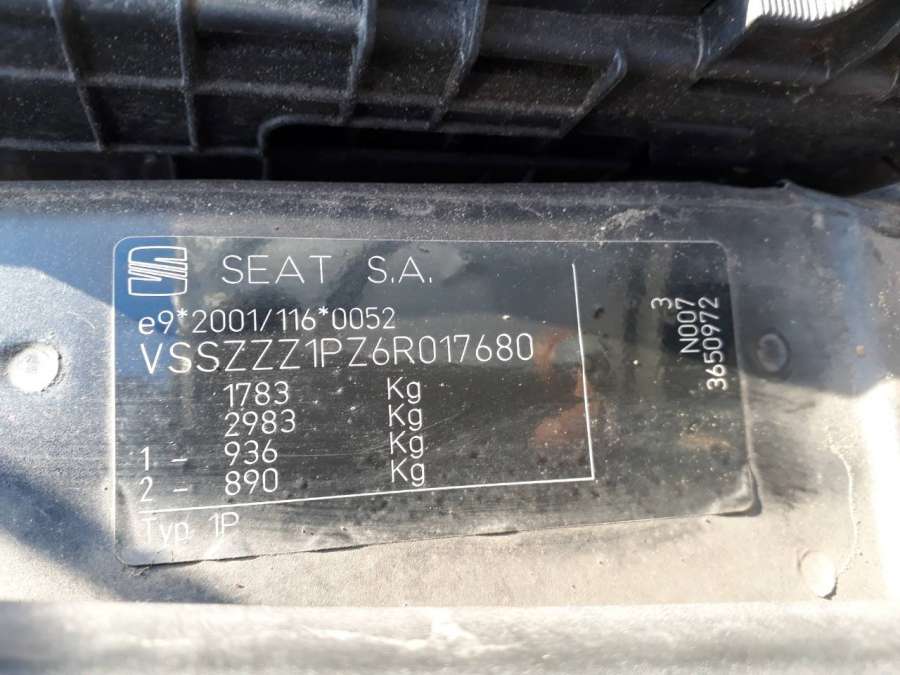 SEAT S.A.
e9*2001/116*0052
VSSZZZ1PZ6R017680
1783 Kg
2983 Kg
1 - 936 Kg
2 - 890 Kg
Typ 1P
3
N007
3650972